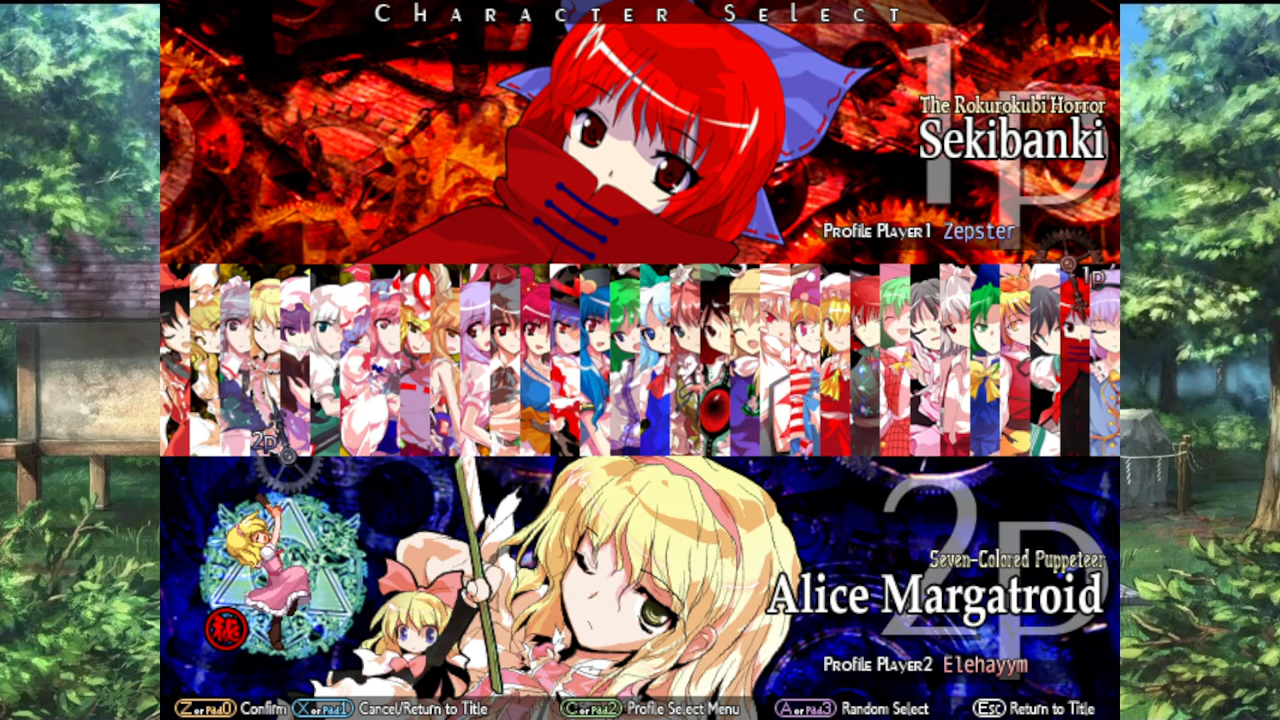 Character Select
1P
The Rokurokubi Horror
Sekibanki
Profile Player1 Zepster
1P
2P
2P
Seven-Colored Puppeteer
Alice Margatroid
Profile Player2 Elehayym
Z or Pad0 Confirm X or Pad1 Cancel/Return to Title C or Pad2 Profile Select Menu A or Pad3 Random Select Esc Return to Title